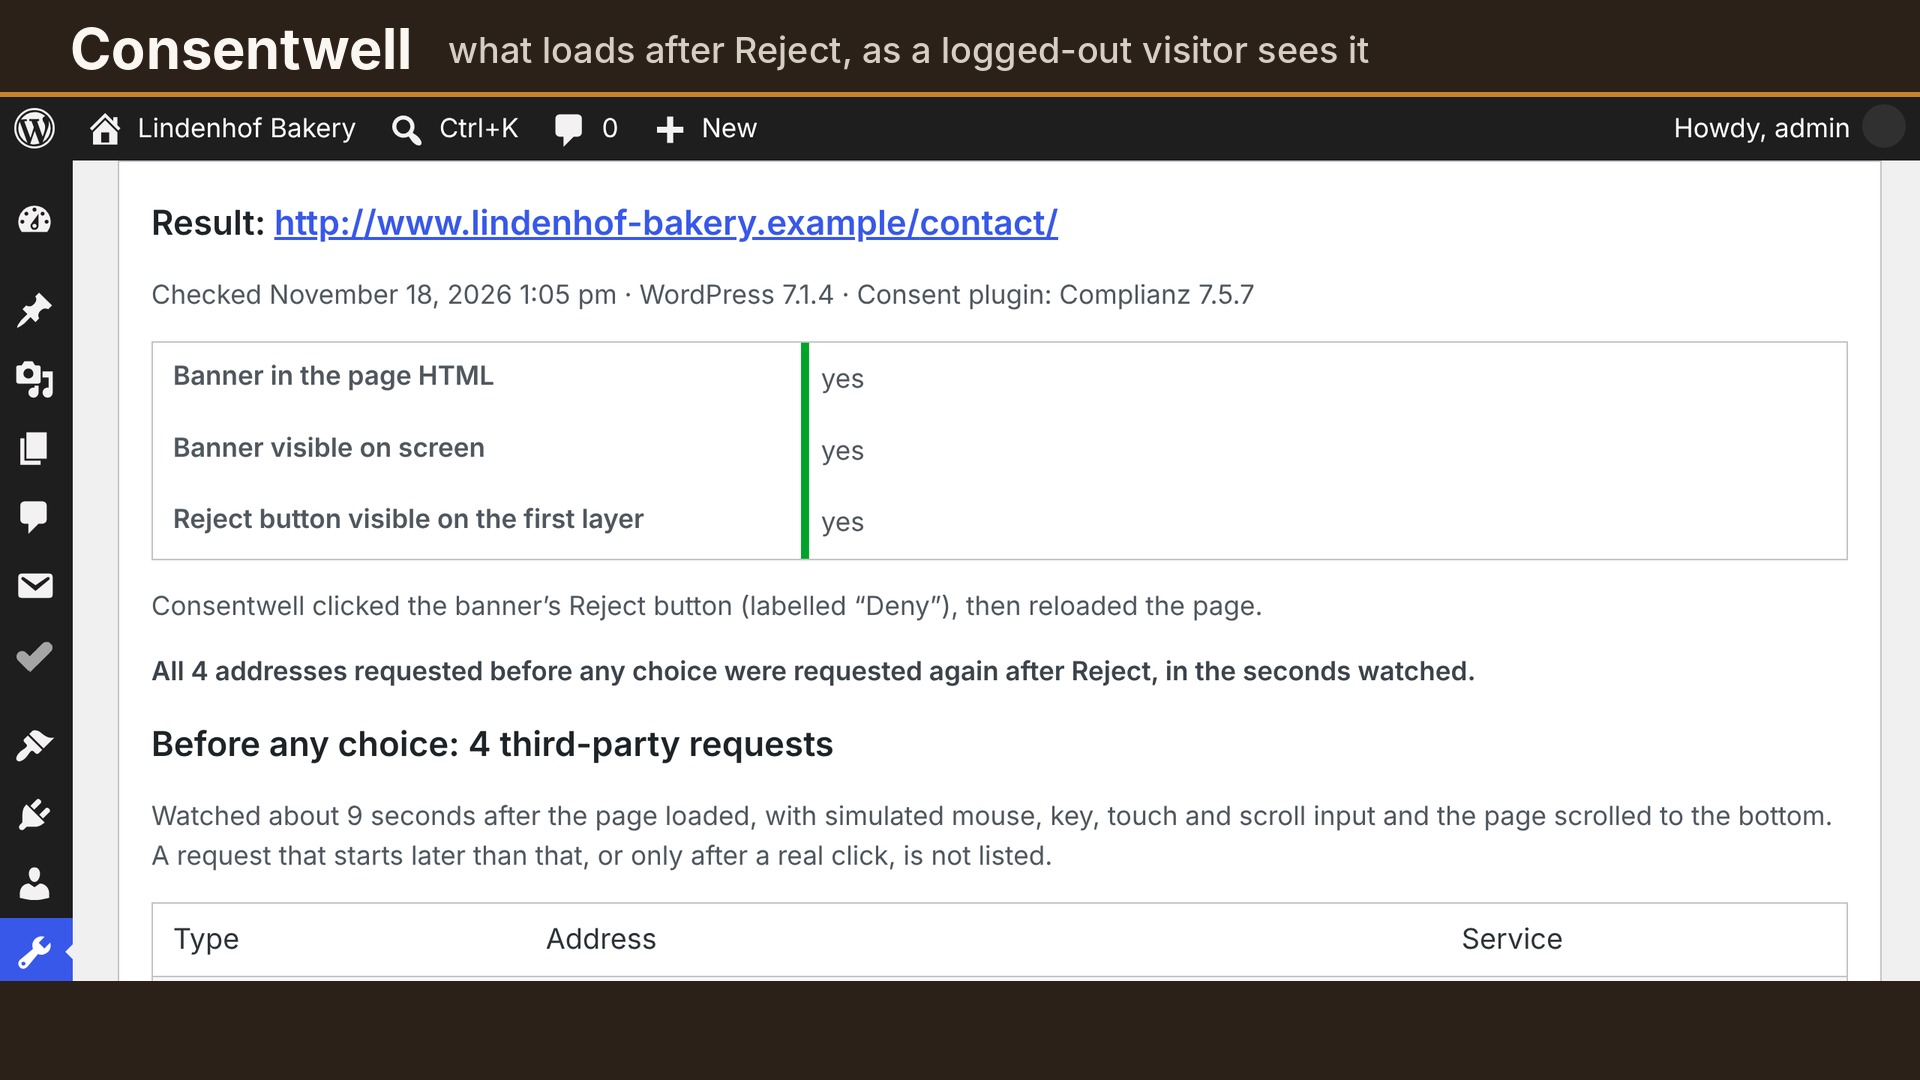 Consentwell what loads after Reject, as a logged-out visitor sees it
Lindenhof Bakery Ctrl+K 0 New Howdy, admin
Result: http://www.lindenhof-bakery.example/contact/
Checked November 18, 2026 1:05 pm · WordPress 7.1.4 · Consent plugin: Complianz 7.5.7
Banner in the page HTML yes
Banner visible on screen yes
Reject button visible on the first layer yes
Consentwell clicked the banner’s Reject button (labelled “Deny”), then reloaded the page.
All 4 addresses requested before any choice were requested again after Reject, in the seconds watched.
Before any choice: 4 third-party requests
Watched about 9 seconds after the page loaded, with simulated mouse, key, touch and scroll input and the page scrolled to the bottom.
A request that starts later than that, or only after a real click, is not listed.
Type Address Service